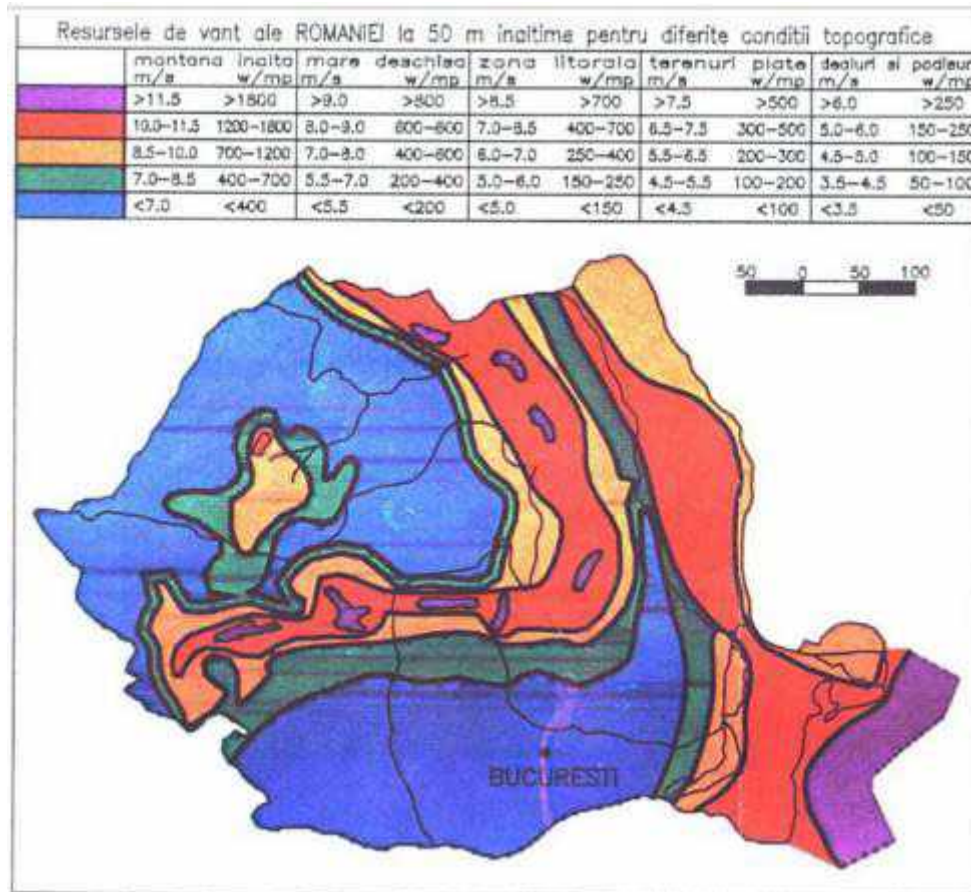 Resursele de vant ale ROMANIEI la 50 m inaltime pentru diferite conditii topografice
montana inalta mare deschisa zona litorala terenuri plate dealuri si podisuri
m/s w/mp m/s w/mp m/s w/mp m/s w/mp m/s w/mp
>11.5 >1800 >9.0 >800 >8.5 >700 >7.5 >500 >6.0 >250
10.0-11.5 1200-1800 8.0-9.0 600-800 7.0-8.5 400-700 6.5-7.5 300-500 5.0-6.0 150-250
8.5-10.0 700-1200 7.0-8.0 400-600 6.0-7.0 250-400 5.5-6.5 200-300 4.5-5.0 100-150
7.0-8.5 400-700 5.5-7.0 200-400 5.0-6.0 150-250 4.5-5.5 100-200 3.5-4.5 50-100
<7.0 <400 <5.5 <200 <5.0 <150 <4.5 <100 <3.5 <50
50 0 50 100
BUCURESTI